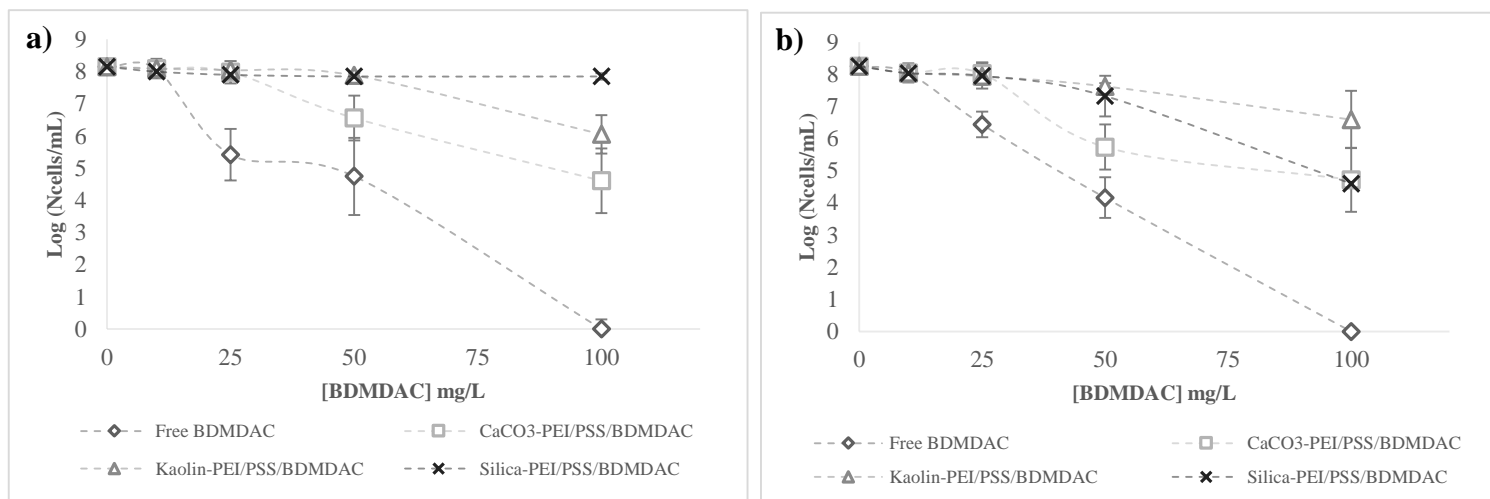 a)
9
8
7
6
5
4
3
2
1
0
Log (Ncells/mL)
0 25 50 75 100
[BDMDAC] mg/L
Free BDMDAC CaCO3-PEI/PSS/BDMDAC
Kaolin-PEI/PSS/BDMDAC Silica-PEI/PSS/BDMDAC
b)
9
8
7
6
5
4
3
2
1
0
Log (Ncells/mL)
0 25 50 75 100
[BDMDAC] mg/L
Free BDMDAC CaCO3-PEI/PSS/BDMDAC
Kaolin-PEI/PSS/BDMDAC Silica-PEI/PSS/BDMDAC